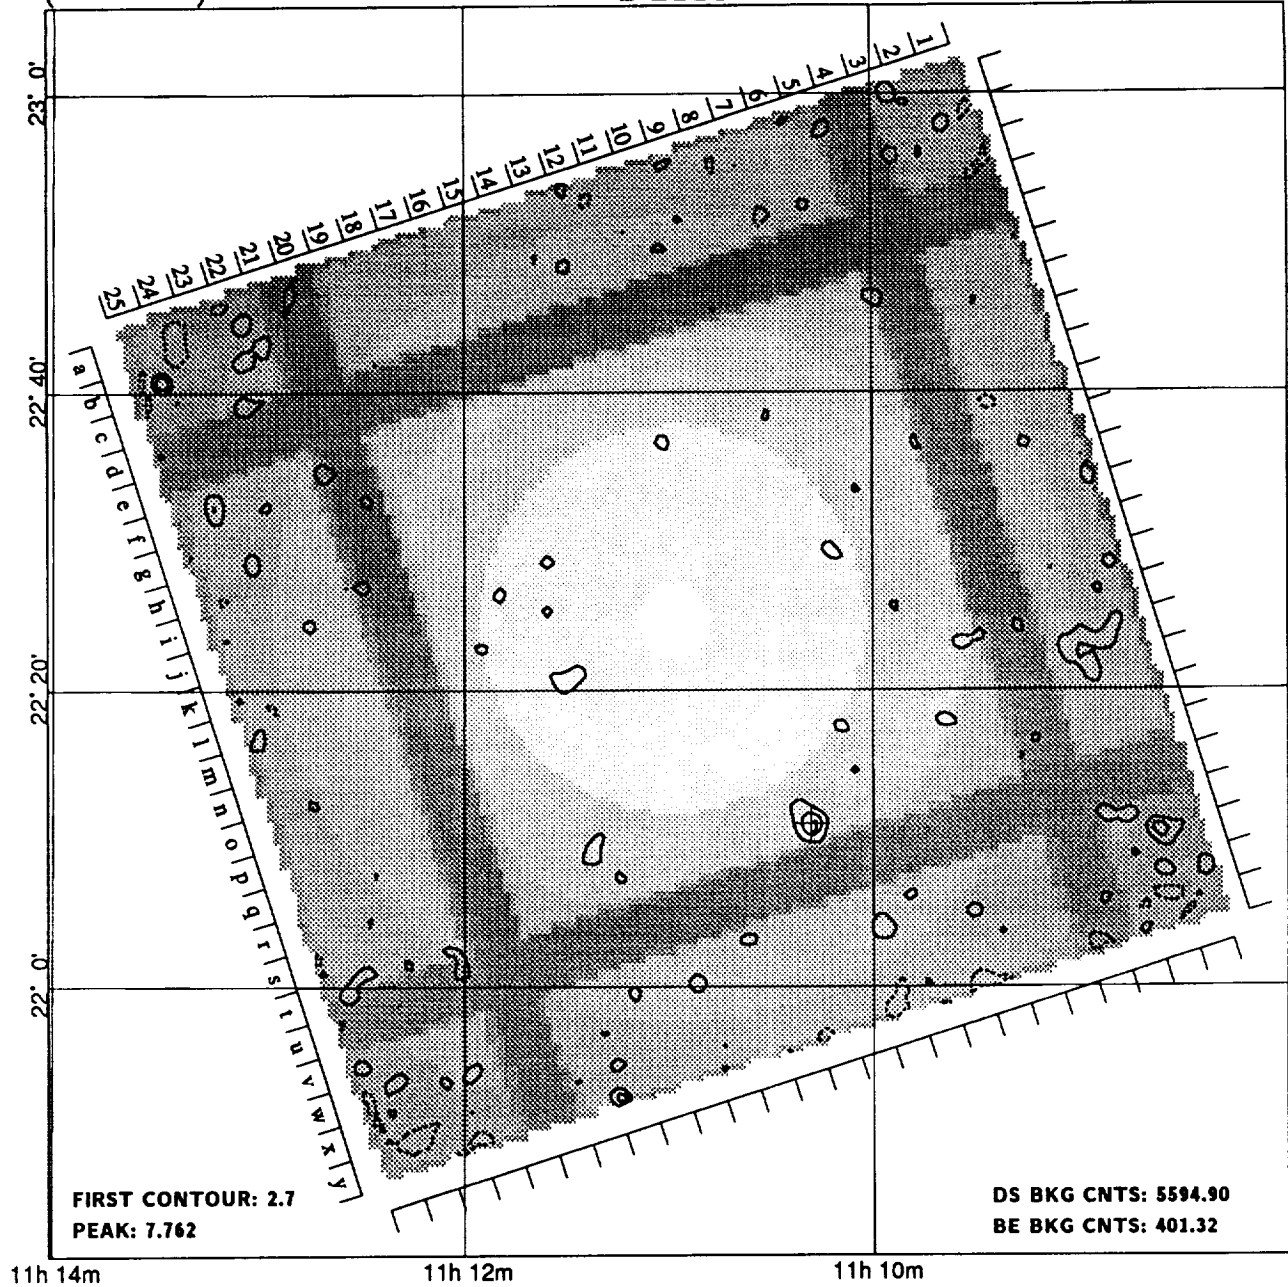 1
2
3
4
5
6
7
8
9
10
11
12
13
14
15
16
17
18
19
20
21
22
23
24
25
23° 0'
22° 40'
22° 20'
22° 0'
a
b
c
d
e
f
g
h
i
j
k
l
m
n
o
p
q
r
s
t
u
v
w
x
y
FIRST CONTOUR: 2.7
PEAK: 7.762
DS BKG CNTS: 5594.90
BE BKG CNTS: 401.32
11h 14m
11h 12m
11h 10m